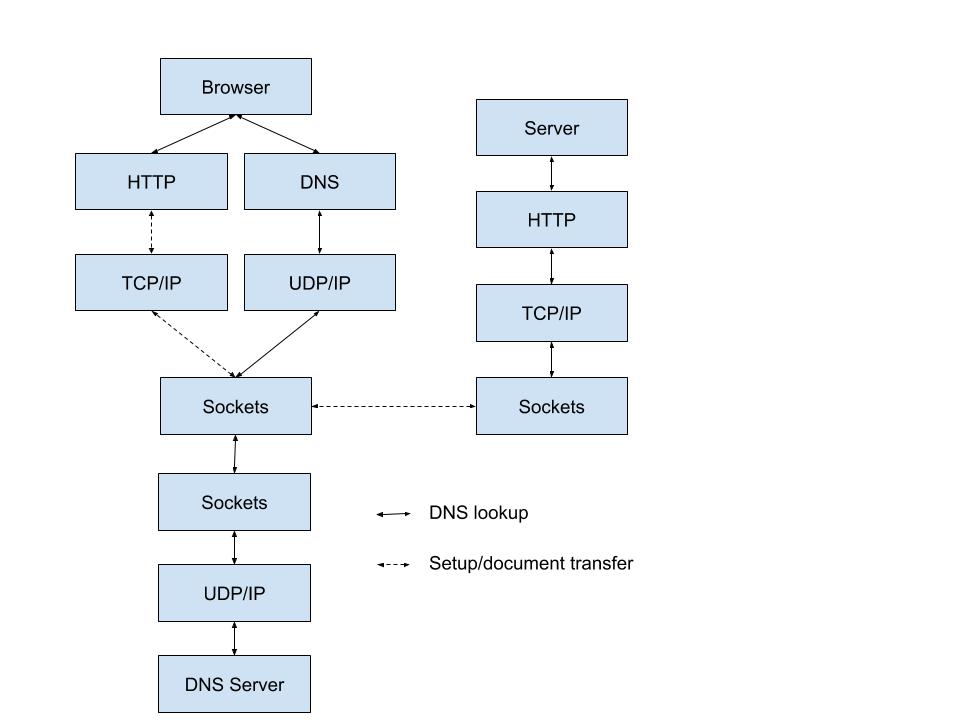 Browser
Server
HTTP
DNS
HTTP
TCP/IP
UDP/IP
TCP/IP
Sockets
Sockets
Sockets
DNS lookup
Setup/document transfer
UDP/IP
DNS Server